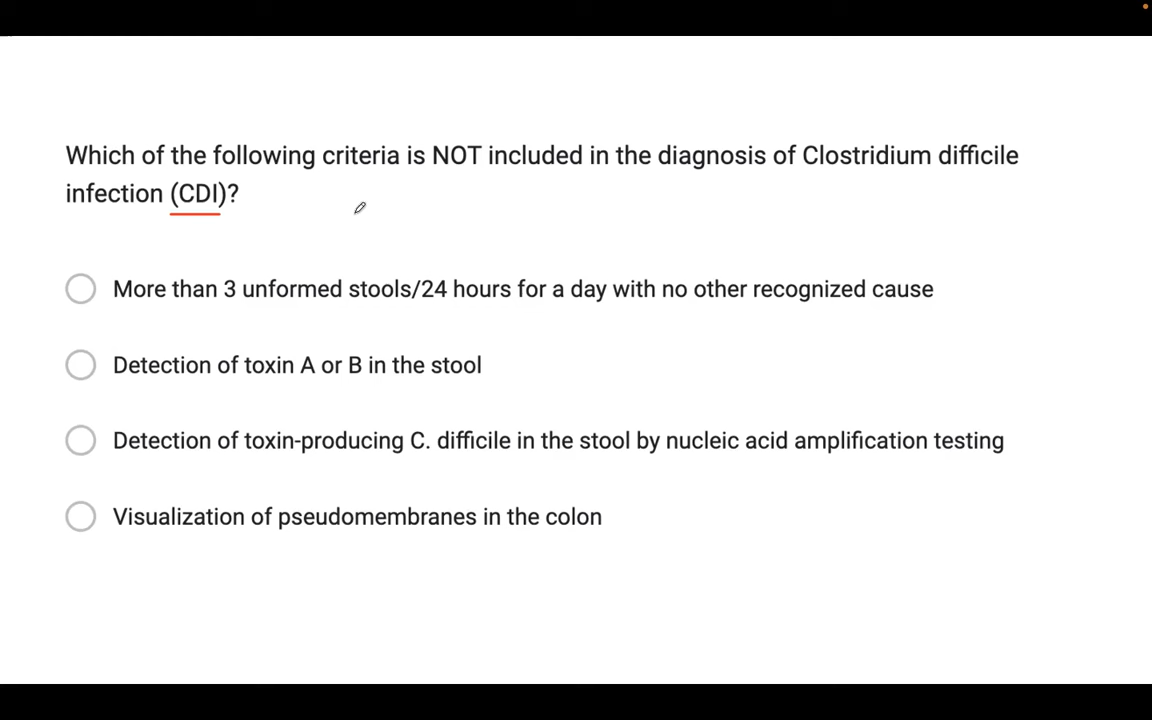 Which of the following criteria is NOT included in the diagnosis of Clostridium difficile
infection (CDI)?
More than 3 unformed stools/24 hours for a day with no other recognized cause
Detection of toxin A or B in the stool
Detection of toxin-producing C. difficile in the stool by nucleic acid amplification testing
Visualization of pseudomembranes in the colon